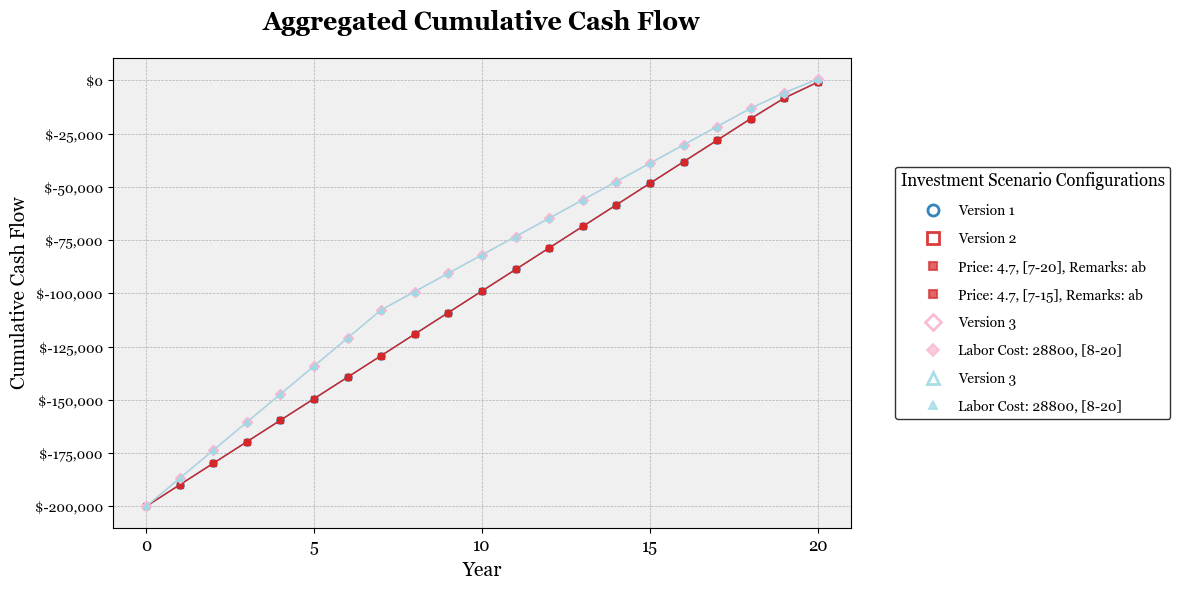 Aggregated Cumulative Cash Flow
Cumulative Cash Flow
$0
$-25,000
$-50,000
$-75,000
$-100,000
$-125,000
$-150,000
$-175,000
$-200,000
0 5 10 15 20
Year
Investment Scenario Configurations
Version 1
Version 2
Price: 4.7, [7-20], Remarks: ab
Price: 4.7, [7-15], Remarks: ab
Version 3
Labor Cost: 28800, [8-20]
Version 3
Labor Cost: 28800, [8-20]